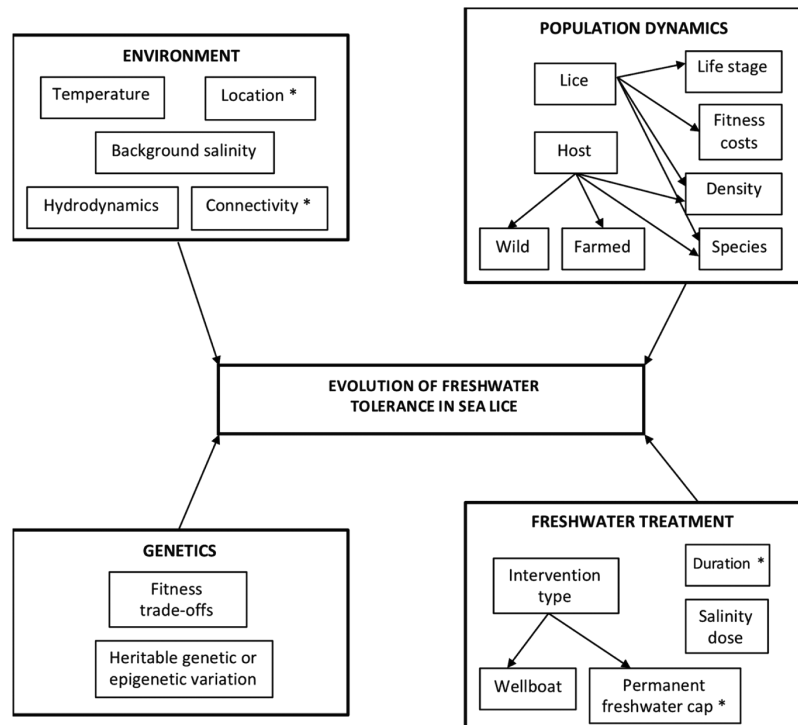 ENVIRONMENT
Temperature
Location *
Background salinity
Hydrodynamics
Connectivity *
POPULATION DYNAMICS
Lice
Life stage
Fitness
costs
Host
Density
Wild
Farmed
Species
EVOLUTION OF FRESHWATER
TOLERANCE IN SEA LICE
GENETICS
Fitness
trade-offs
Heritable genetic or
epigenetic variation
FRESHWATER TREATMENT
Intervention
type
Duration *
Salinity
dose
Wellboat
Permanent
freshwater cap *